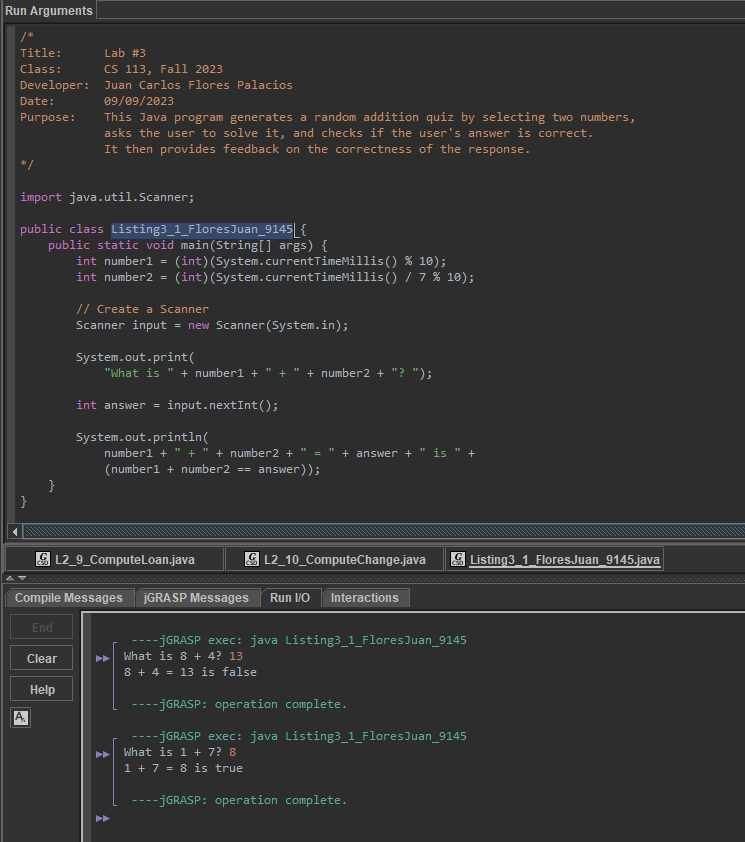 Run Arguments
/*
Title:      Lab #3
Class:      CS 113, Fall 2023
Developer:  Juan Carlos Flores Palacios
Date:       09/09/2023
Purpose:    This Java program generates a random addition quiz by selecting two numbers,
            asks the user to solve it, and checks if the user's answer is correct.
            It then provides feedback on the correctness of the response.
*/
import java.util.Scanner;
public class Listing3_1_FloresJuan_9145 {
    public static void main(String[] args) {
        int number1 = (int)(System.currentTimeMillis() % 10);
        int number2 = (int)(System.currentTimeMillis() / 7 % 10);
        // Create a Scanner
        Scanner input = new Scanner(System.in);
        System.out.print(
            "What is " + number1 + " + " + number2 + "? ");
        int answer = input.nextInt();
        System.out.println(
            number1 + " + " + number2 + " = " + answer + " is " +
            (number1 + number2 == answer));
    }
}
L2_9_ComputeLoan.java L2_10_ComputeChange.java Listing3_1_FloresJuan_9145.java
Compile Messages jGRASP Messages Run I/O Interactions
End
Clear
Help
A
 ----jGRASP exec: java Listing3_1_FloresJuan_9145
What is 8 + 4? 13
8 + 4 = 13 is false
 ----jGRASP: operation complete.
 ----jGRASP exec: java Listing3_1_FloresJuan_9145
What is 1 + 7? 8
1 + 7 = 8 is true
 ----jGRASP: operation complete.